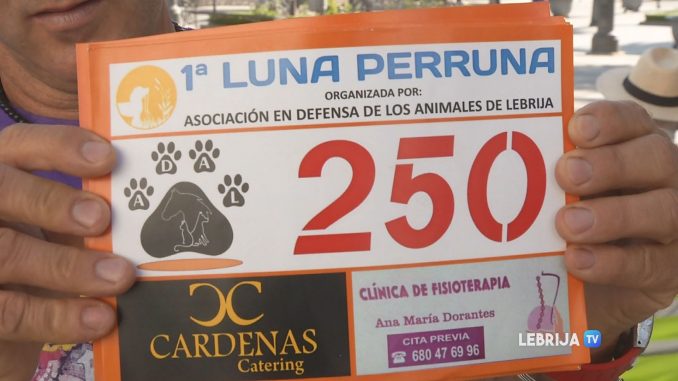 1ª LUNA PERRUNA
ORGANIZADA POR:
ASOCIACIÓN EN DEFENSA DE LOS ANIMALES DE LEBRIJA
A D A L
250
CARDENAS
Catering
CLÍNICA DE FISIOTERAPIA
Ana María Dorantes
CITA PREVIA
☎ 680 47 69 96
LEBRIJA TV